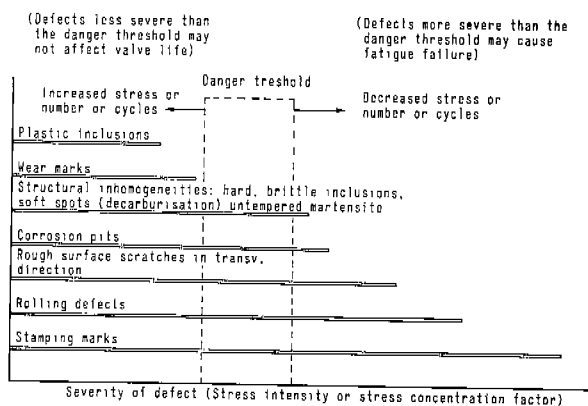 (Defects less severe than
the danger threshold may
not affect valve life)
(Defects more severe than the
danger threshold may cause
fatigue failure)
Danger treshold
Increased stress or
number or cycles
Decreased stress or
number or cycles
Plastic inclusions
Wear marks
Structural inhomogeneities: hard, brittle inclusions,
soft spots (decarburisation) untempered martensite
Corrosion pits
Rough surface scratches in transv.
direction
Rolling defects
Stamping marks
Severity of defect (Stress intensity or stress concentration factor)